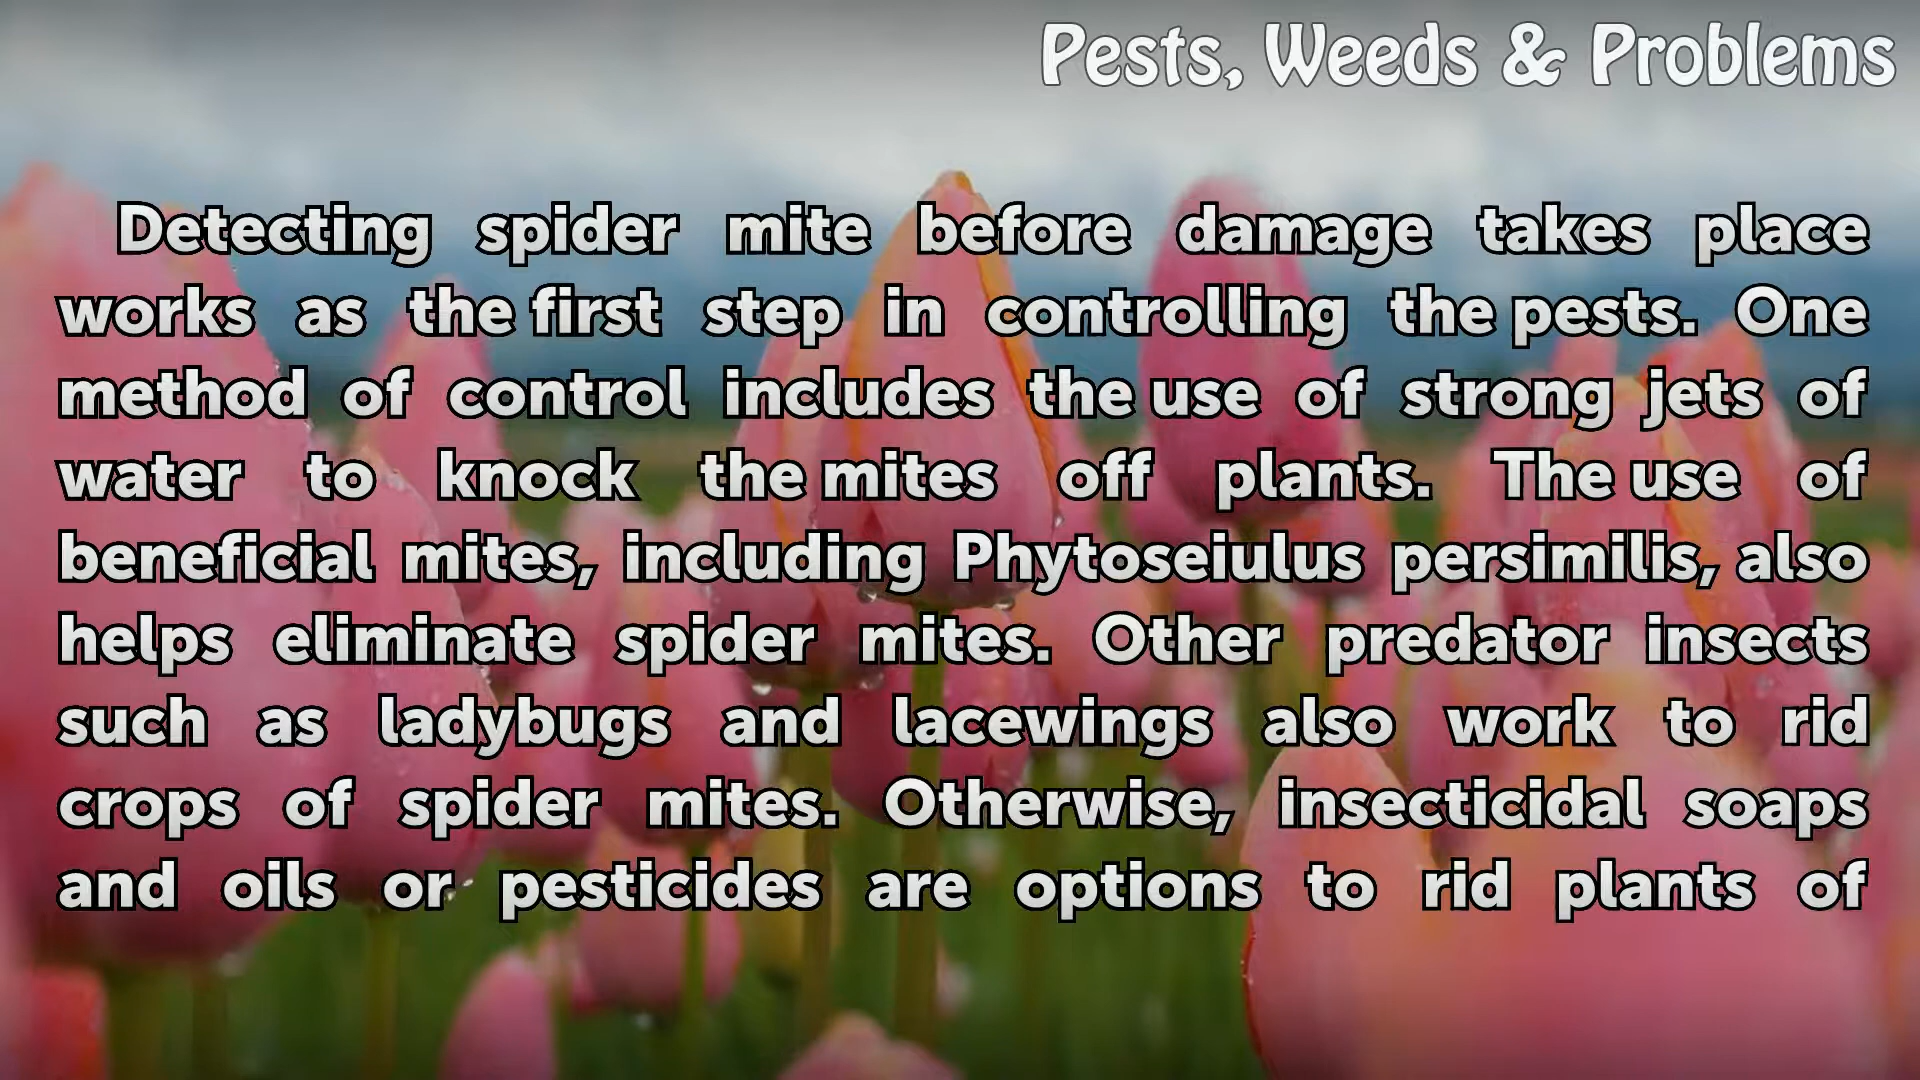 Pests, Weeds & Problems
Detecting spider mite before damage takes place
works as the first step in controlling the pests. One
method of control includes the use of strong jets of
water to knock the mites off plants. The use of
beneficial mites, including Phytoseiulus persimilis, also
helps eliminate spider mites. Other predator insects
such as ladybugs and lacewings also work to rid
crops of spider mites. Otherwise, insecticidal soaps
and oils or pesticides are options to rid plants of